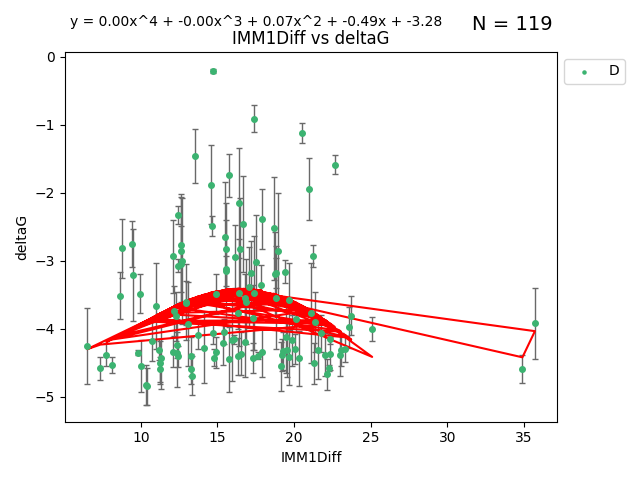 y = 0.00x^4 + -0.00x^3 + 0.07x^2 + -0.49x + -3.28
N = 119
IMM1Diff vs deltaG
D
0
−1
−2
−3
−4
−5
deltaG
10 15 20 25 30 35
IMM1Diff